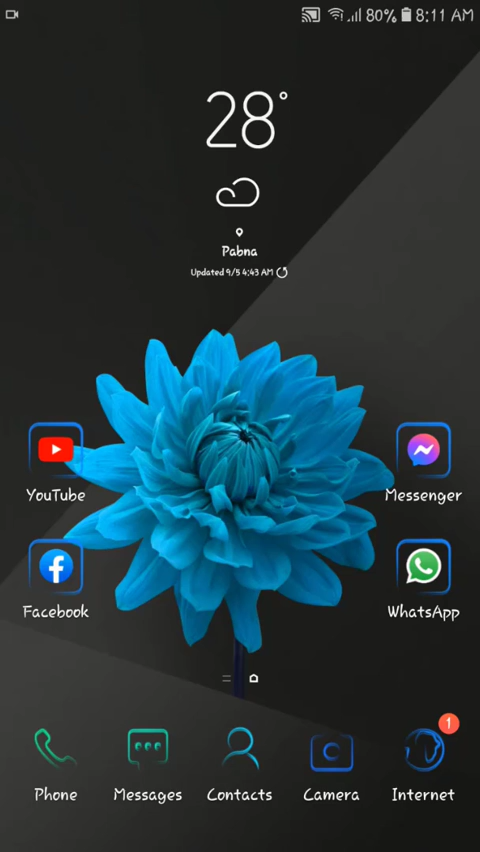 80% 8:11 AM
28°
Pabna
Updated 9/5 4:43 AM
YouTube
Messenger
Facebook
WhatsApp
1
Phone Messages Contacts Camera Internet